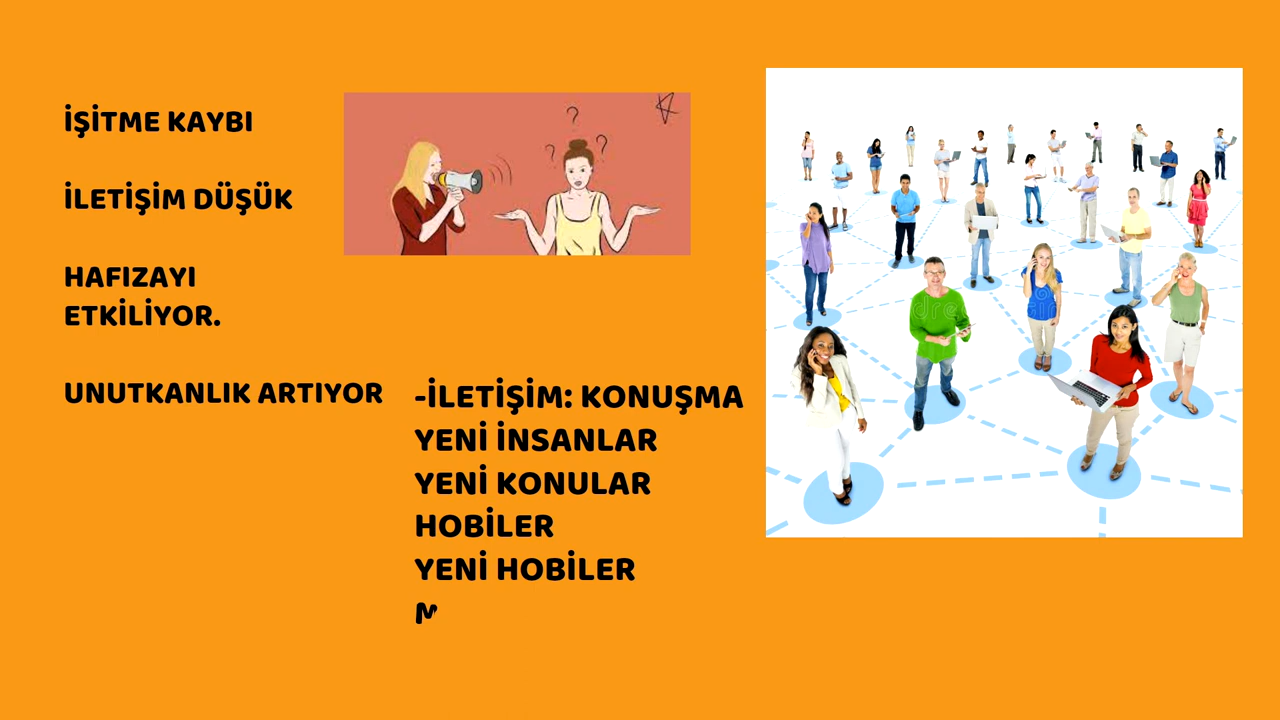 İŞİTME KAYBI
İLETİŞİM DÜŞÜK
HAFIZAYI
ETKİLİYOR.
UNUTKANLIK ARTIYOR
-İLETİŞİM: KONUŞMA
YENİ İNSANLAR
YENİ KONULAR
HOBİLER
YENİ HOBİLER